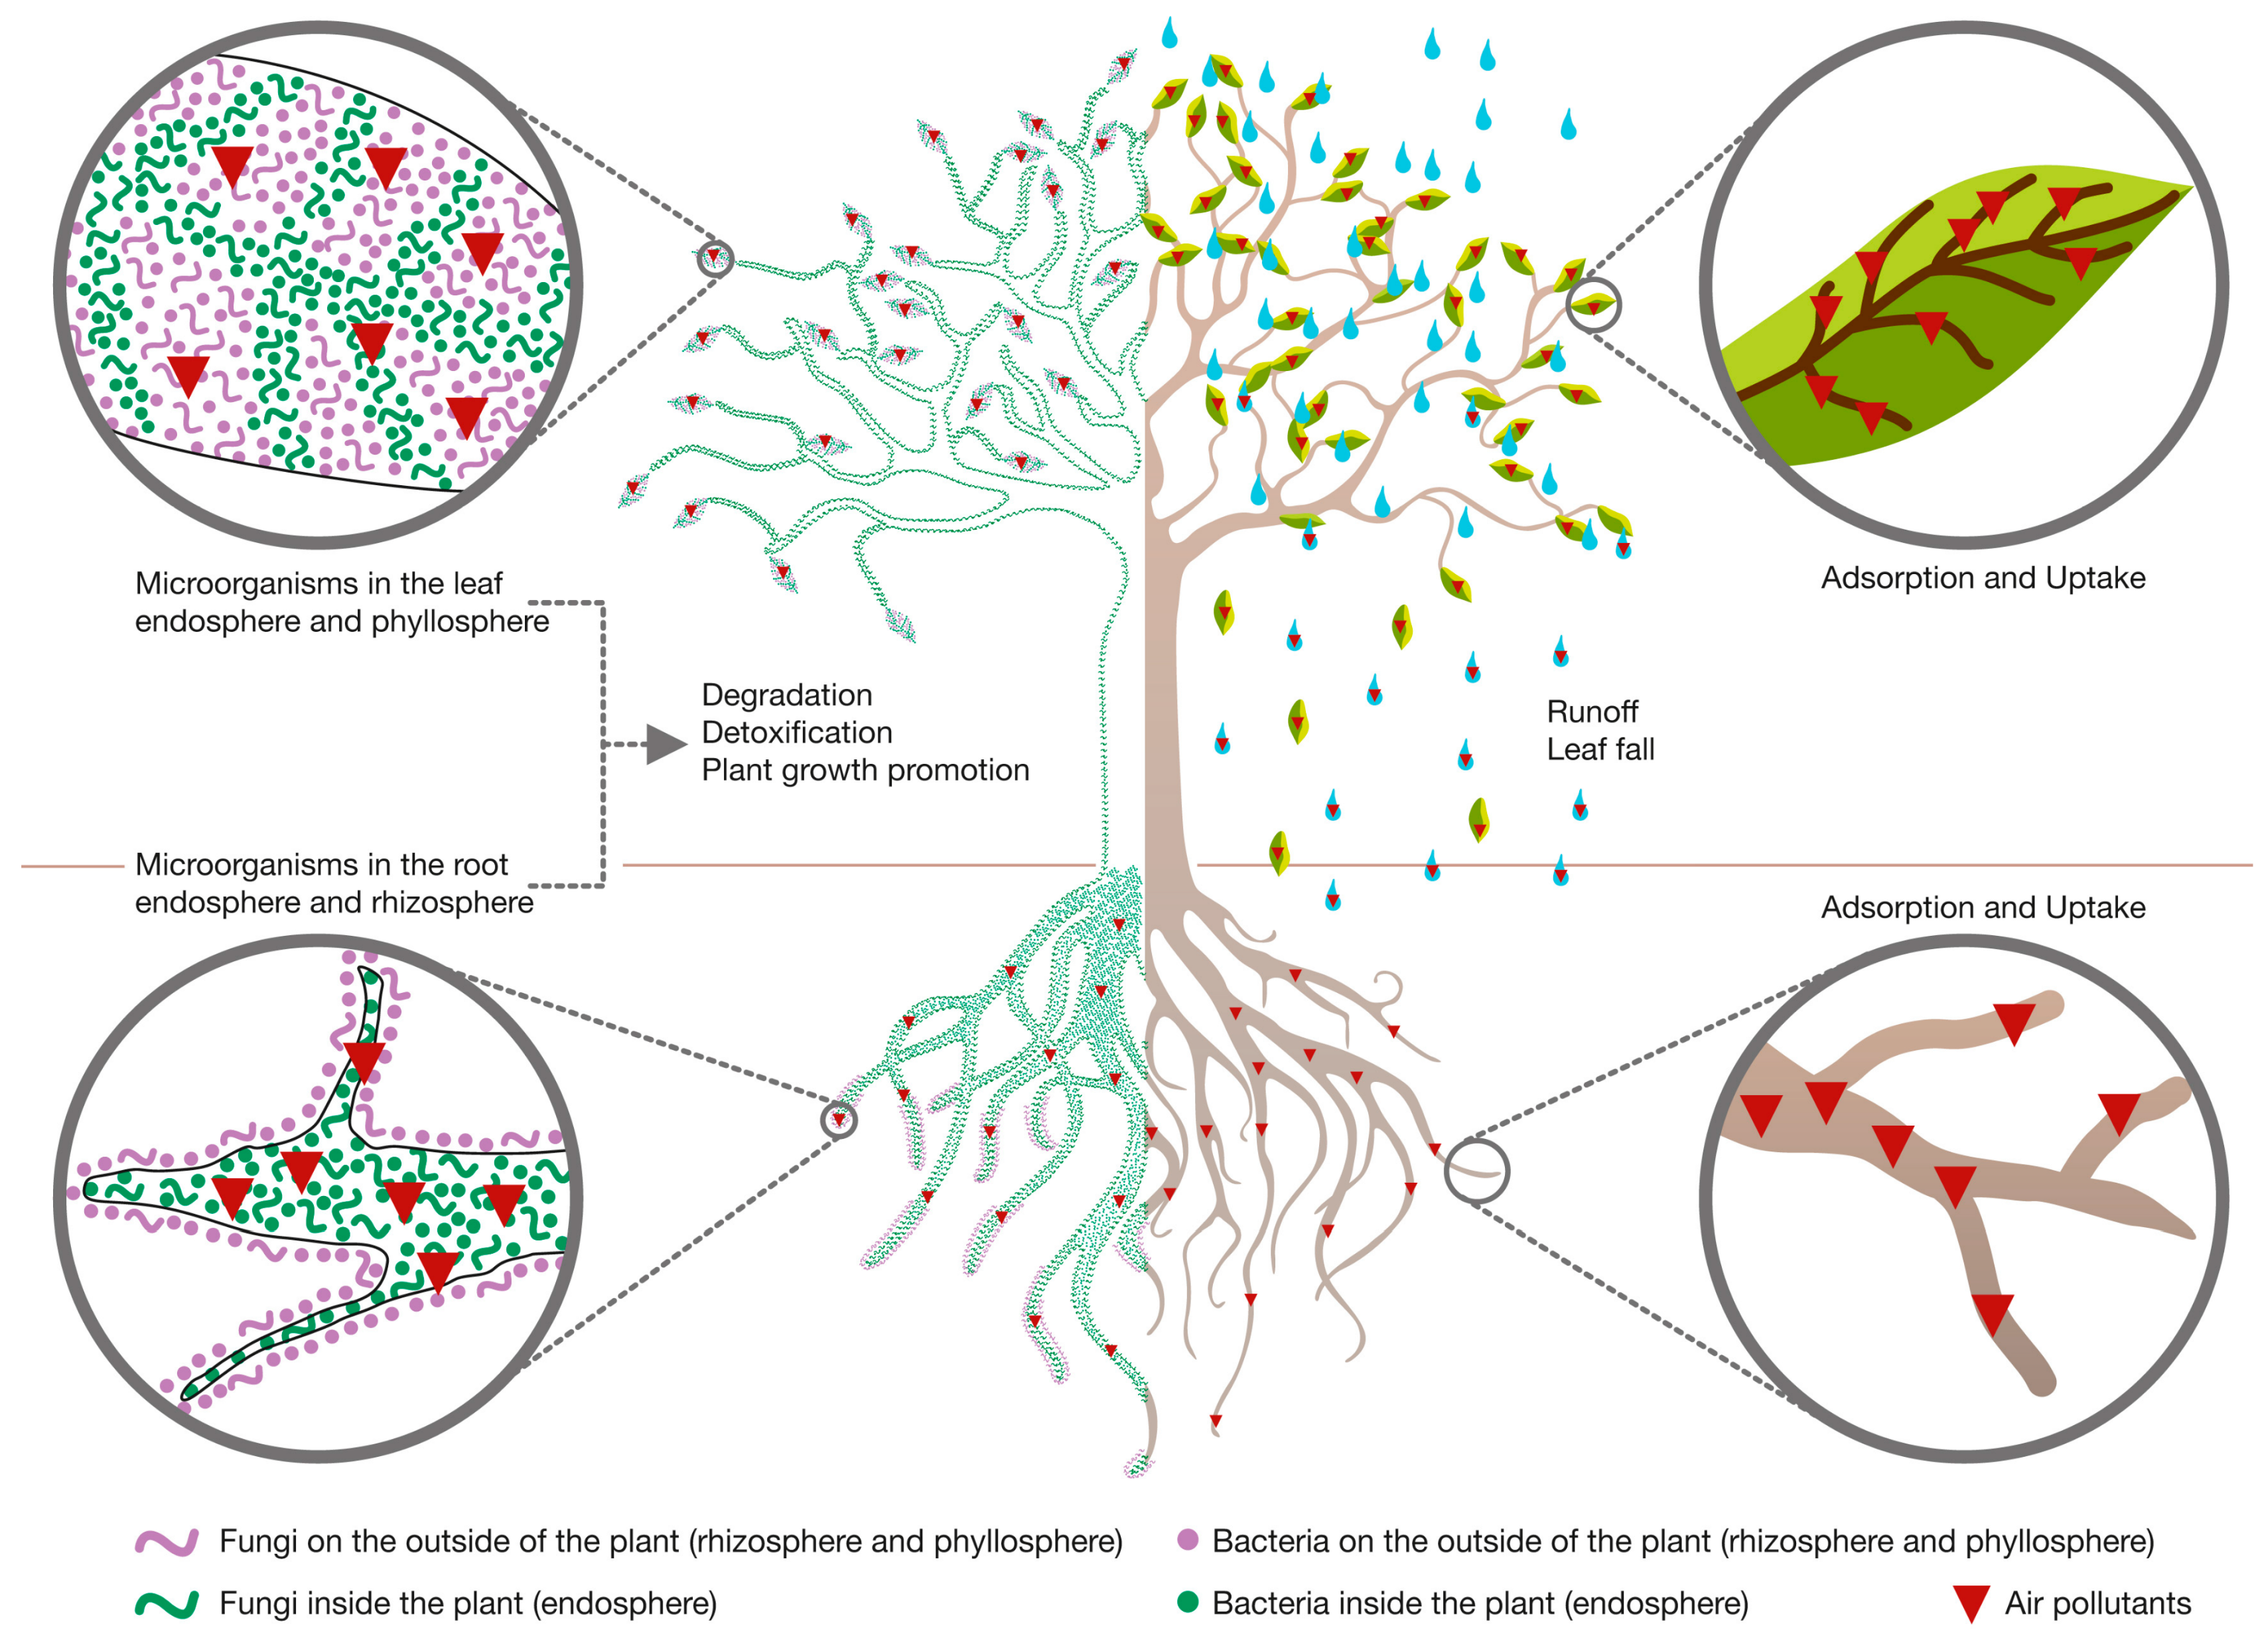 Microorganisms in the leaf
endosphere and phyllosphere
Adsorption and Uptake
Degradation
Detoxification
Plant growth promotion
Runoff
Leaf fall
Microorganisms in the root
endosphere and rhizosphere
Adsorption and Uptake
Fungi on the outside of the plant (rhizosphere and phyllosphere)
Bacteria on the outside of the plant (rhizosphere and phyllosphere)
Fungi inside the plant (endosphere)
Bacteria inside the plant (endosphere)
Air pollutants